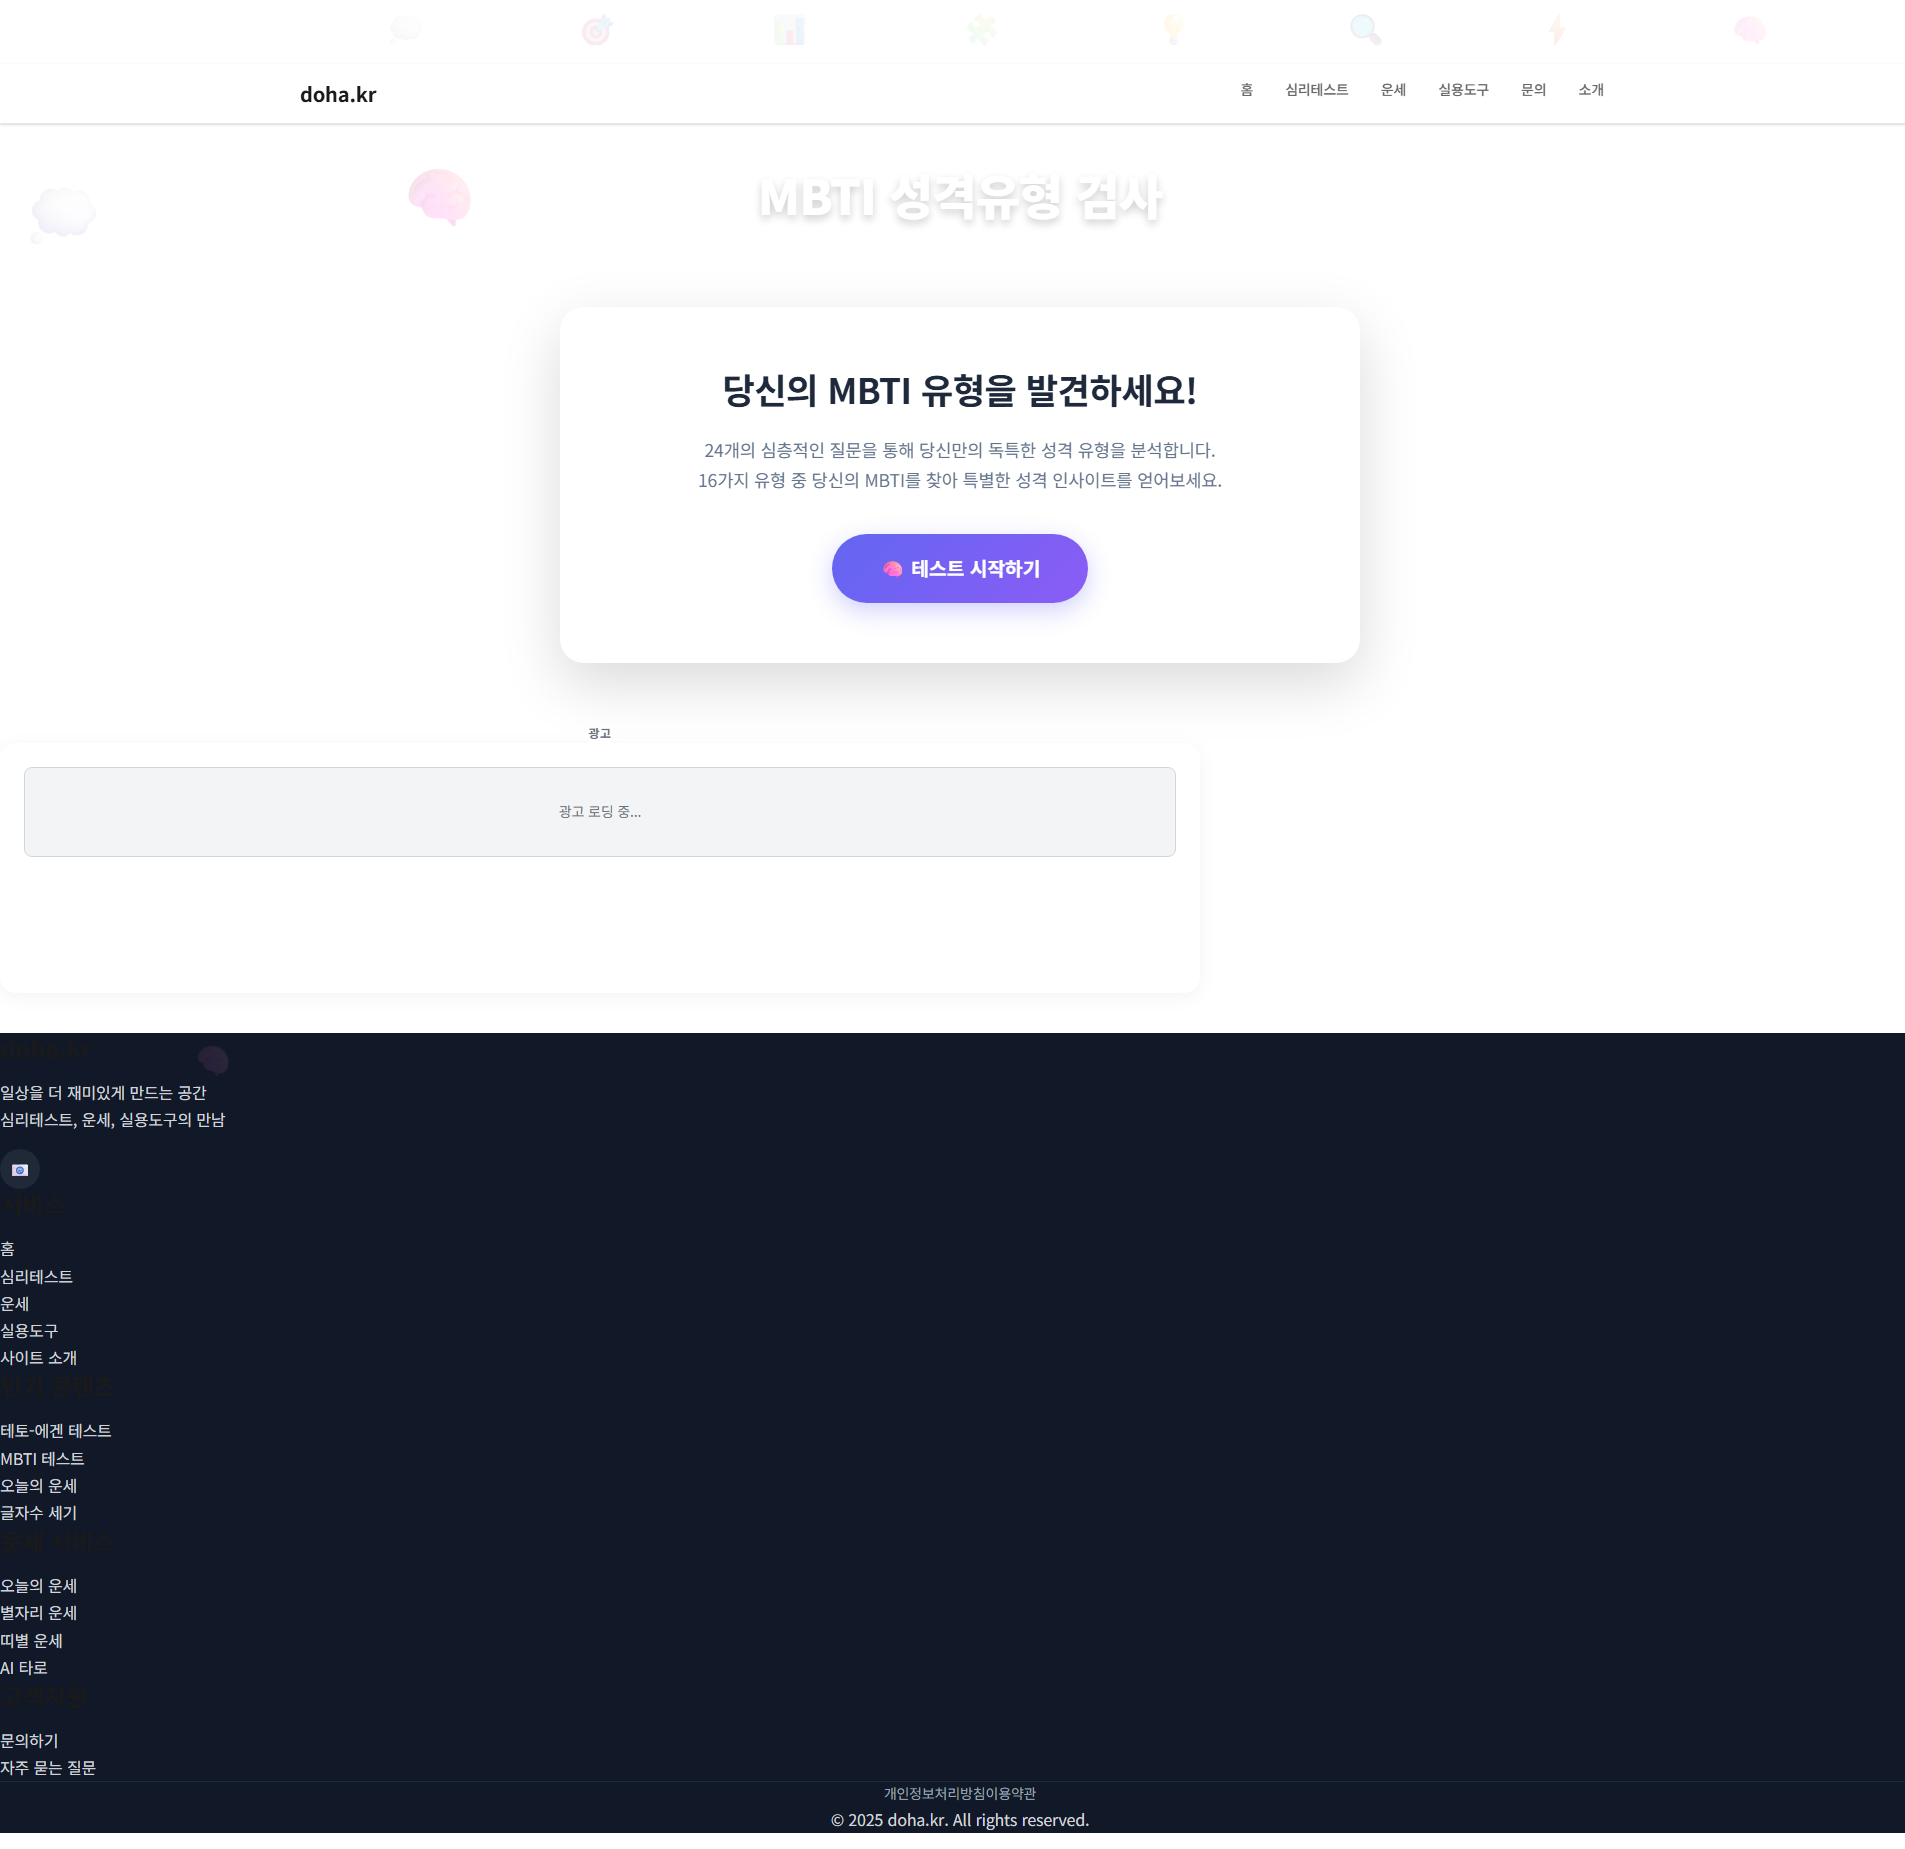 doha.kr
홈
심리테스트
운세
실용도구
문의
소개
MBTI 성격유형 검사
당신의 MBTI 유형을 발견하세요!
24개의 심층적인 질문을 통해 당신만의 독특한 성격 유형을 분석합니다.
16가지 유형 중 당신의 MBTI를 찾아 특별한 성격 인사이트를 얻어보세요.
테스트 시작하기
광고
광고 로딩 중...
doha.kr
일상을 더 재미있게 만드는 공간
심리테스트, 운세, 실용도구의 만남
서비스
홈
심리테스트
운세
실용도구
사이트 소개
인기 콘텐츠
테토-에겐 테스트
MBTI 테스트
오늘의 운세
글자수 세기
운세 서비스
오늘의 운세
별자리 운세
띠별 운세
AI 타로
고객지원
문의하기
자주 묻는 질문
개인정보처리방침이용약관
© 2025 doha.kr. All rights reserved.